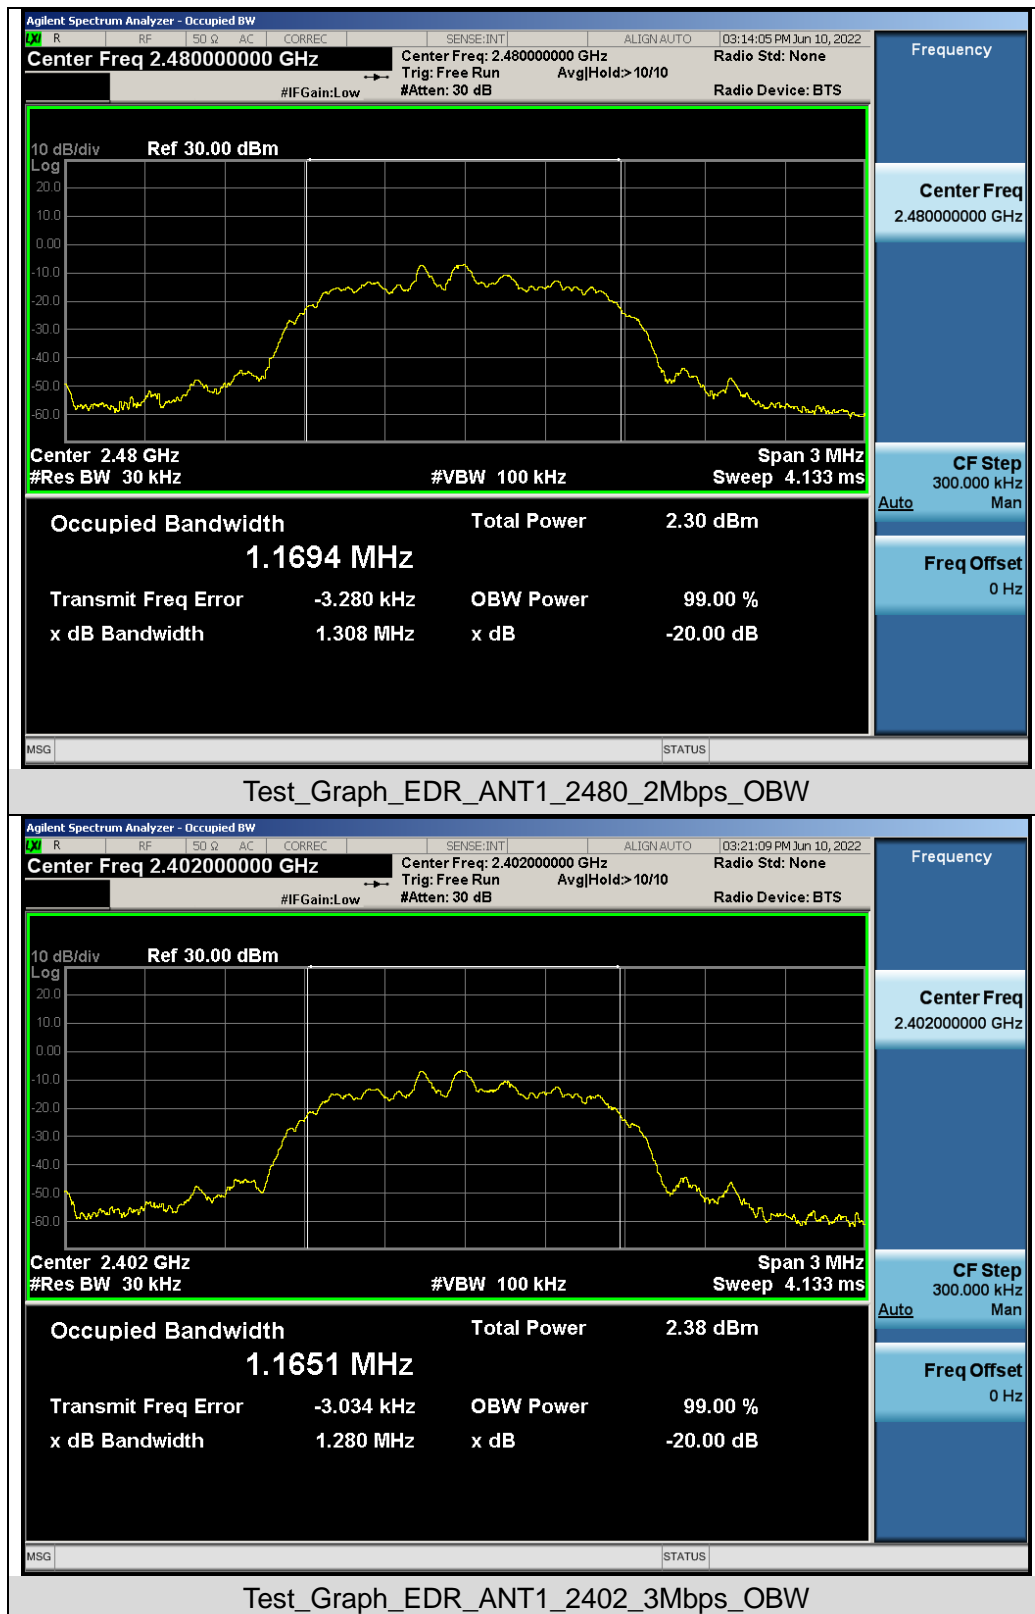 Agilent Spectrum Analyzer - Occupied BW
LXI R RF 50 Ω AC CORREC SENSE:INT ALIGN AUTO 03:14:05 PM Jun 10, 2022
Center Freq 2.480000000 GHz
Center Freq: 2.480000000 GHz
Radio Std: None
Trig: Free Run Avg|Hold:>10/10
#IFGain:Low
#Atten: 30 dB
Radio Device: BTS
Frequency
10 dB/div Ref 30.00 dBm
Log
20.0
10.0
0.00
-10.0
-20.0
-30.0
-40.0
-50.0
-60.0
Center 2.48 GHz Span 3 MHz
#Res BW 30 kHz #VBW 100 kHz Sweep 4.133 ms
Center Freq
2.480000000 GHz
CF Step
300.000 kHz
Auto Man
Freq Offset
0 Hz
Occupied Bandwidth Total Power 2.30 dBm
1.1694 MHz
Transmit Freq Error -3.280 kHz OBW Power 99.00 %
x dB Bandwidth 1.308 MHz x dB -20.00 dB
MSG STATUS
Test_Graph_EDR_ANT1_2480_2Mbps_OBW
Agilent Spectrum Analyzer - Occupied BW
LXI R RF 50 Ω AC CORREC SENSE:INT ALIGN AUTO 03:21:09 PM Jun 10, 2022
Center Freq 2.402000000 GHz
Center Freq: 2.402000000 GHz
Radio Std: None
Trig: Free Run Avg|Hold:>10/10
#IFGain:Low
#Atten: 30 dB
Radio Device: BTS
Frequency
10 dB/div Ref 30.00 dBm
Log
20.0
10.0
0.00
-10.0
-20.0
-30.0
-40.0
-50.0
-60.0
Center 2.402 GHz Span 3 MHz
#Res BW 30 kHz #VBW 100 kHz Sweep 4.133 ms
Center Freq
2.402000000 GHz
CF Step
300.000 kHz
Auto Man
Freq Offset
0 Hz
Occupied Bandwidth Total Power 2.38 dBm
1.1651 MHz
Transmit Freq Error -3.034 kHz OBW Power 99.00 %
x dB Bandwidth 1.280 MHz x dB -20.00 dB
MSG STATUS
Test_Graph_EDR_ANT1_2402_3Mbps_OBW